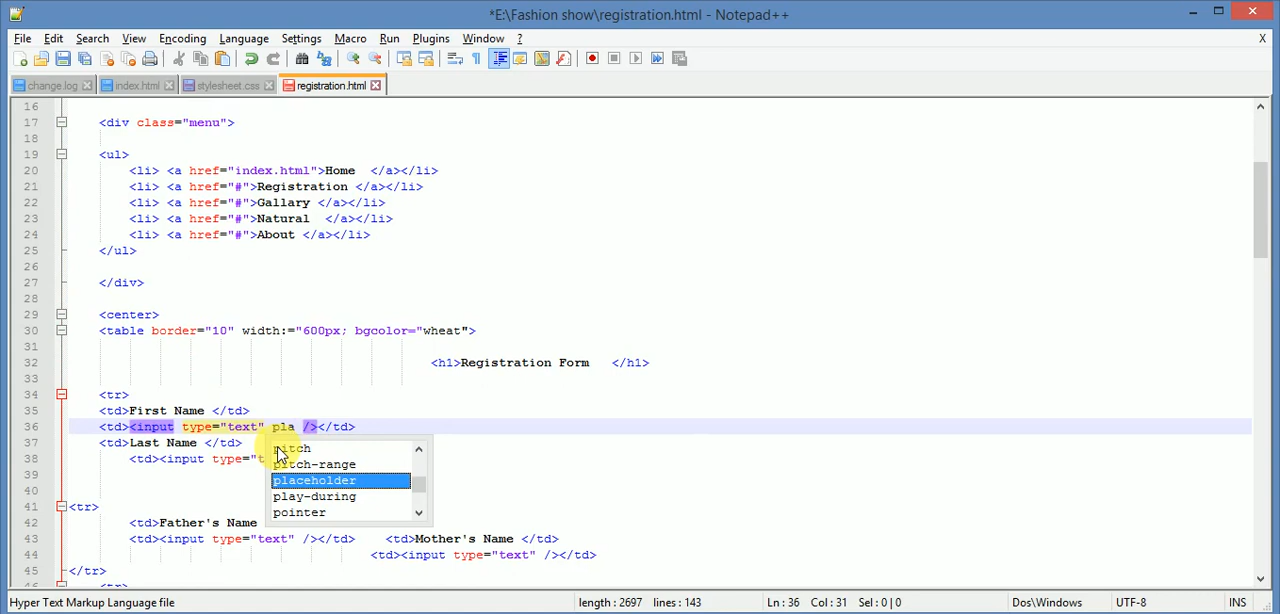 *E:\Fashion show\registration.html - Notepad++
File Edit Search View Encoding Language Settings Macro Run Plugins Window ? X
change.log index.html stylesheet.css registration.html
16
17 <div class="menu">
18
19 <ul>
20 <li> <a href="index.html">Home </a></li>
21 <li> <a href="#">Registration </a></li>
22 <li> <a href="#">Gallary </a></li>
23 <li> <a href="#">Natural </a></li>
24 <li> <a href="#">About </a></li>
25 </ul>
26
27 </div>
28
29 <center>
30 <table border="10" width:="600px; bgcolor="wheat">
31
32 <h1>Registration Form </h1>
33
34 <tr>
35 <td>First Name </td>
36 <td><input type="text" pla /></td>
37 <td>Last Name </td>
pitch
38 <td><input type="t
pitch-range
39
placeholder
40
play-during
41 <tr>
pointer
42 <td>Father's Name
43 <td><input type="text" /></td> <td>Mother's Name </td>
44 <td><input type="text" /></td>
45 </tr>
46 <tr>
Hyper Text Markup Language file length : 2697 lines : 143 Ln : 36 Col : 31 Sel : 0 | 0 Dos\Windows UTF-8 INS